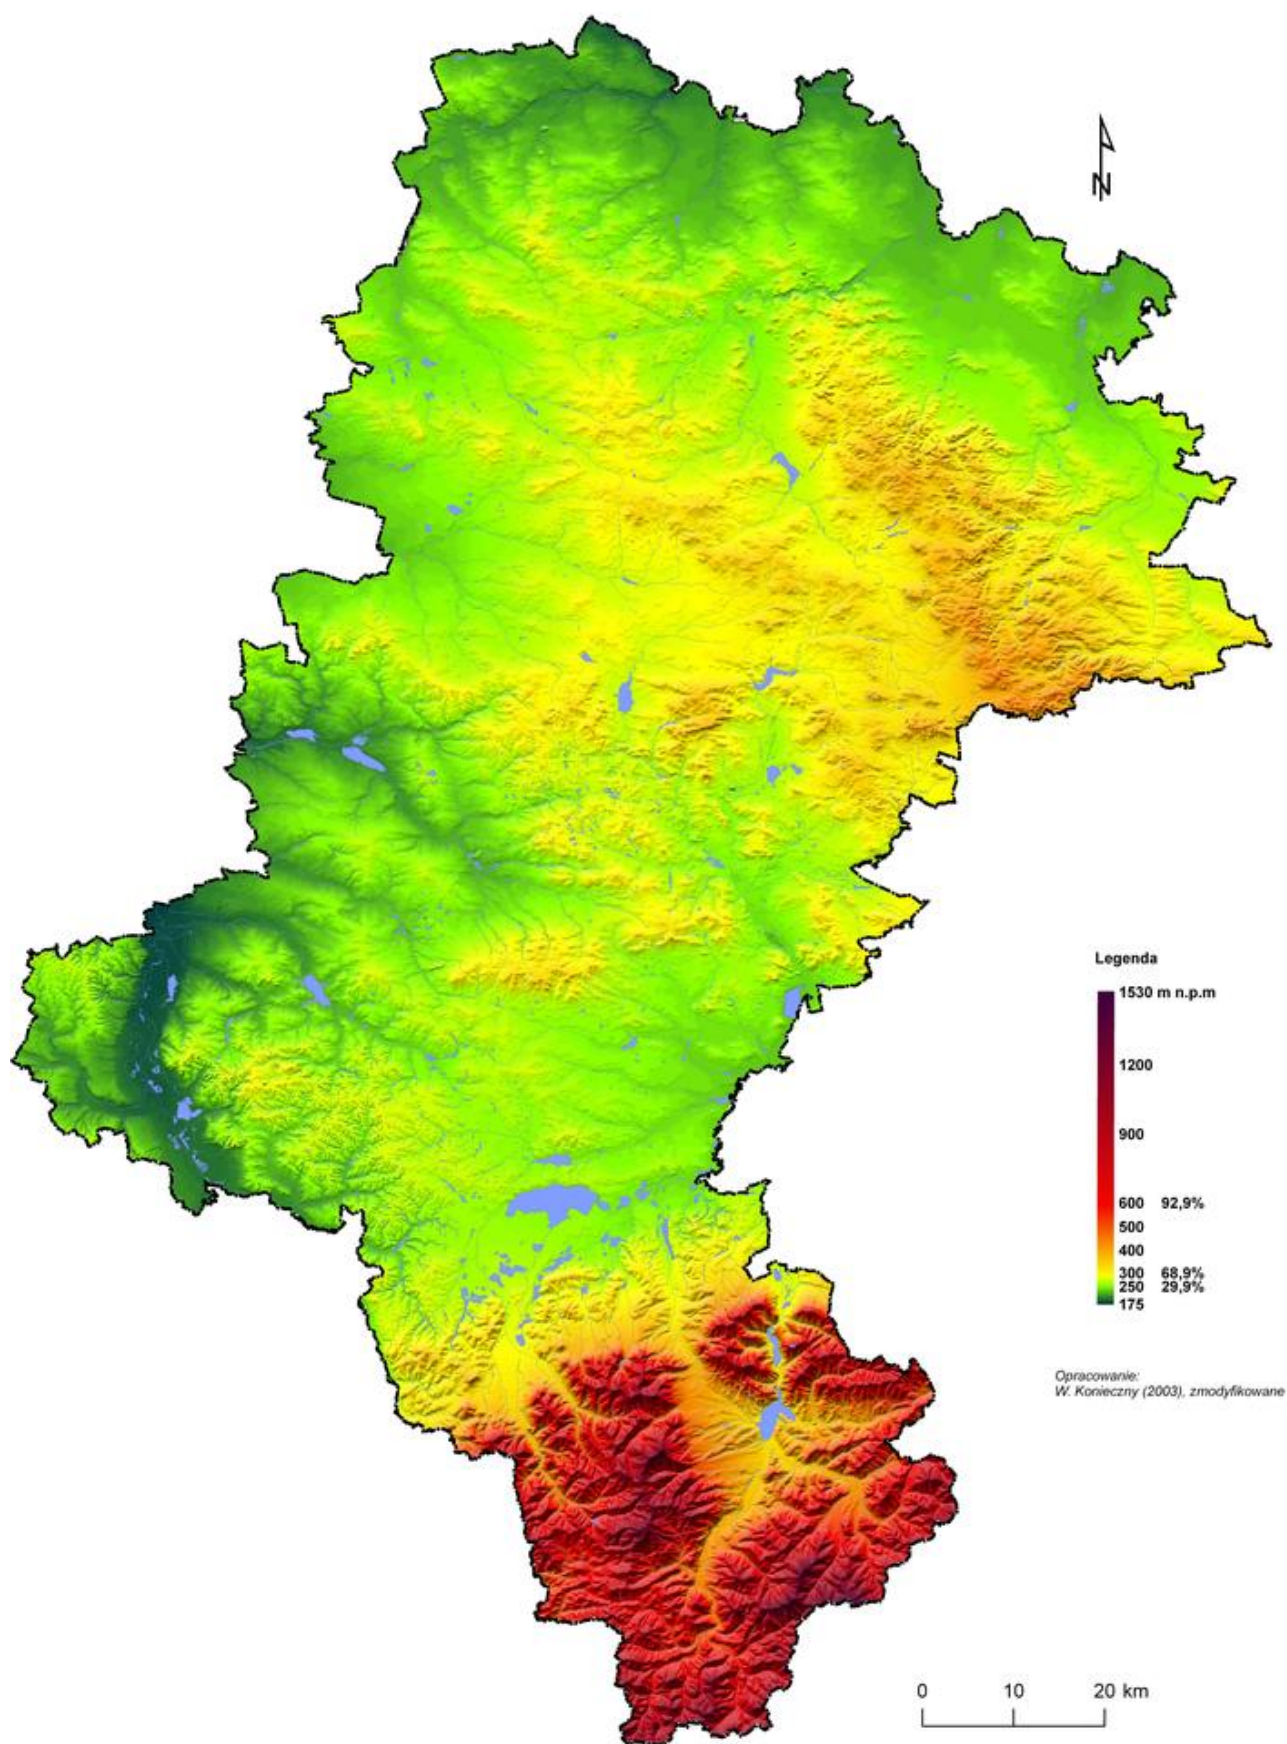 N
Legenda
1530 m n.p.m
1200
900
600 92,9%
500
400
300 68,9%
250 29,9%
175
Opracowanie:
W. Konieczny (2003), zmodyfikowane
0 10 20 km